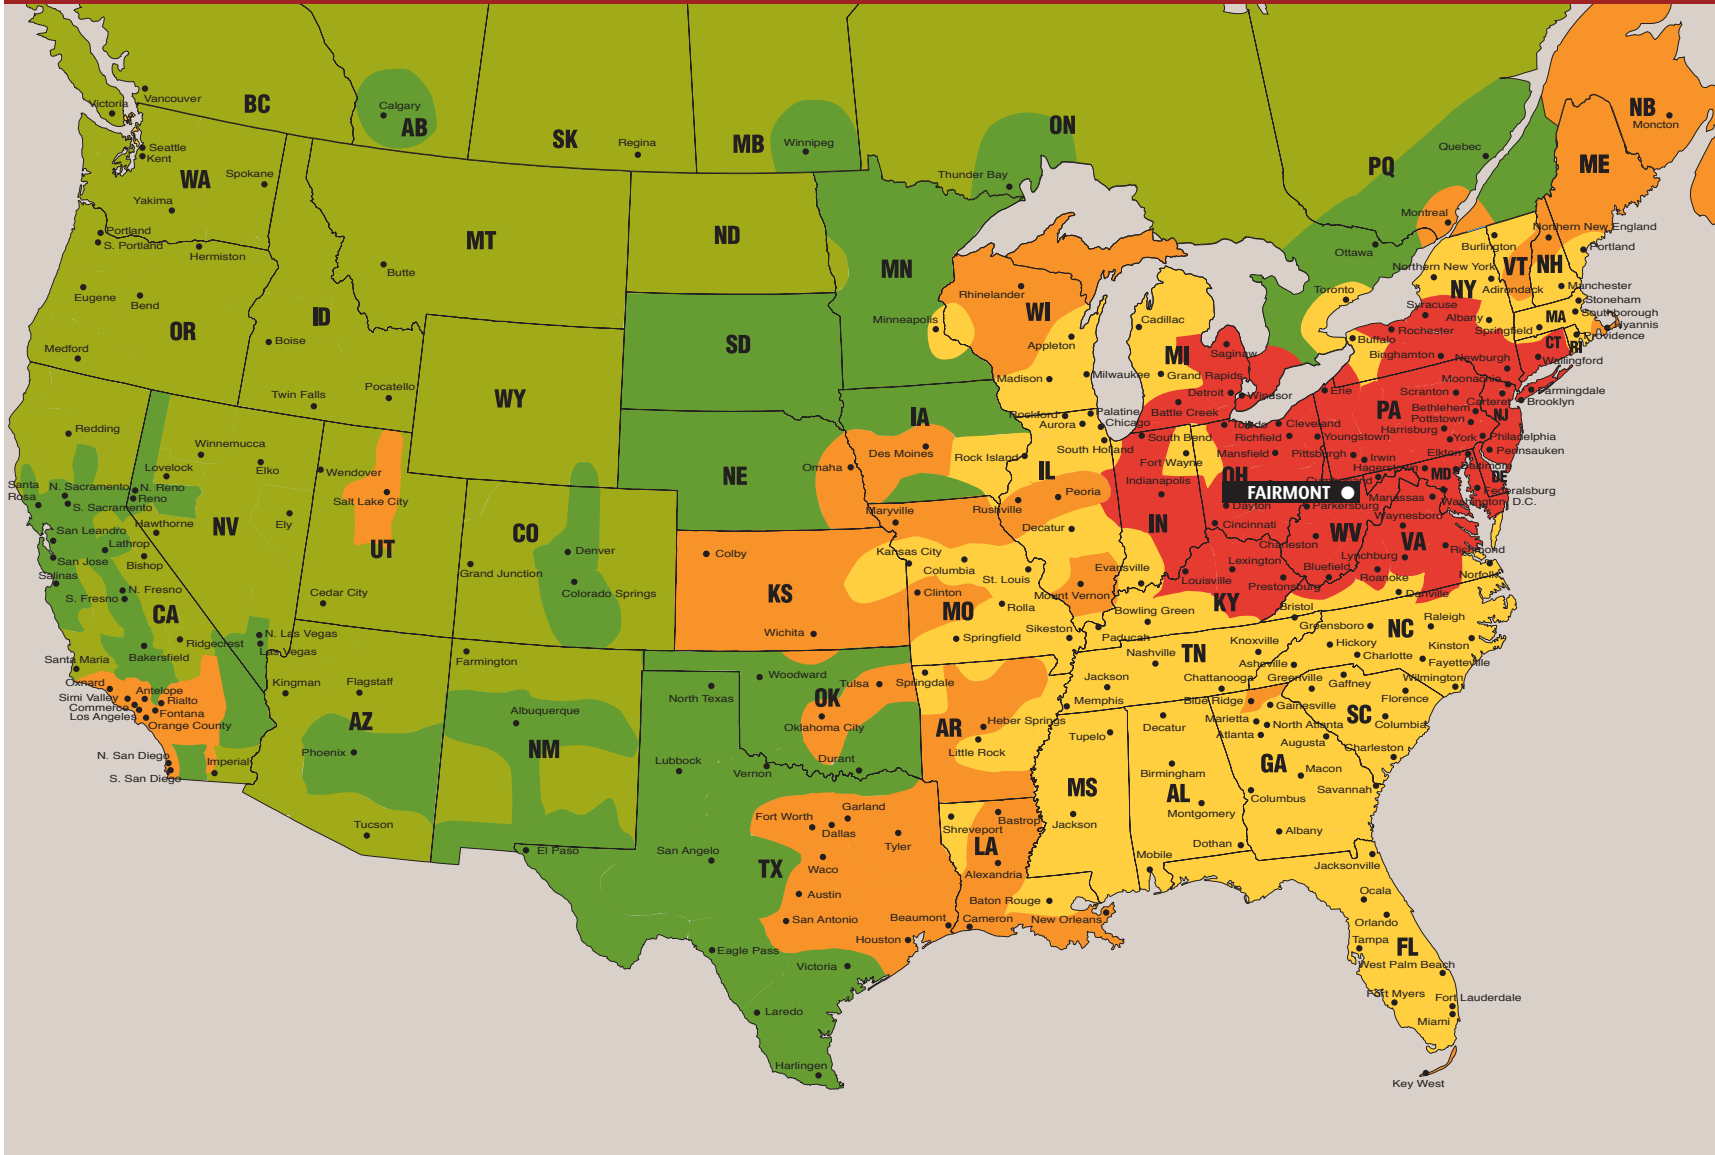 Victoria
Vancouver
BC
Calgary
AB
SK
Regina
MB
Winnipeg
ON
Thunder Bay
PQ
Quebec
NB
Moncton
ME
Montreal
Ottawa
Toronto
Seattle
Kent
WA
Spokane
Yakima
Portland
S. Portland
Hermiston
Eugene
Bend
OR
Medford
ID
Boise
Twin Falls
Pocatello
MT
Butte
ND
SD
MN
Minneapolis
WY
NE
Omaha
IA
Des Moines
Rock Island
WI
Rhinelander
Appleton
Madison
Milwaukee
Rockford
Aurora
Palatine
Chicago
South Holland
IL
Peoria
Rushville
Decatur
Mount Vernon
MI
Cadillac
Saginaw
Grand Rapids
Detroit
Windsor
Battle Creek
South Bend
Fort Wayne
Indianapolis
IN
Evansville
Toledo
Cleveland
Richfield
Youngstown
Mansfield
OH
FAIRMONT
Dayton
Cincinnati
Parkersburg
WV
Charleston
Bluefield
Northern New England
Portland
Burlington
VT
NH
Northern New York
NY
Adirondack
Manchester
Stoneham
Southborough
MA
Hyannis
Syracuse
Albany
Springfield
Providence
Rochester
Buffalo
CT
RI
Wallingford
Binghamton
Newburgh
Erie
Moonachie
Farmingdale
Brooklyn
Carteret
PA
Scranton
Bethlehem
Pottstown
Harrisburg
NJ
York
Philadelphia
Pennsauken
Pittsburgh
Irwin
Elkton
Hagerstown
Baltimore
MD
DE
Federalsburg
Manassas
Washington D.C.
Waynesboro
VA
Lynchburg
Richmond
Roanoke
Norfolk
Danville
Redding
Winnemucca
Elko
Lovelock
Santa
Rosa
N. Sacramento
N. Reno
Reno
S. Sacramento
Hawthorne
NV
Ely
San Leandro
Lathrop
Bishop
San Jose
Salinas
N. Fresno
S. Fresno
CA
Ridgecrest
N. Las Vegas
Las Vegas
Bakersfield
Santa Maria
Oxnard
Antelope
Simi Valley
Rialto
Commerce
Fontana
Los Angeles
Orange County
N. San Diego
S. San Diego
Imperial
Wendover
Salt Lake City
UT
Cedar City
CO
Denver
Grand Junction
Colorado Springs
Kingman
Flagstaff
AZ
Phoenix
Tucson
Farmington
Albuquerque
NM
Colby
KS
Wichita
Maryville
Kansas City
Columbia
St. Louis
Clinton
MO
Rolla
Springfield
Sikeston
Louisville
Lexington
Prestonsburg
KY
Bowling Green
Paducah
Bristol
Nashville
TN
Knoxville
Jackson
Chattanooga
Memphis
Greensboro
NC
Raleigh
Hickory
Kinston
Charlotte
Fayetteville
Asheville
Wilmington
Greenville
Gaffney
Florence
SC
Columbia
Charleston
Blue Ridge
Gainesville
Marietta
North Atlanta
Atlanta
Augusta
GA
Macon
Savannah
Columbus
Albany
Woodward
OK
Tulsa
Oklahoma City
Durant
Springdale
AR
Heber Springs
Little Rock
North Texas
Lubbock
Vernon
El Paso
San Angelo
TX
Fort Worth
Garland
Dallas
Tyler
Waco
Austin
San Antonio
Beaumont
Houston
Eagle Pass
Victoria
Laredo
Harlingen
Shreveport
Bastrop
LA
Alexandria
Baton Rouge
Cameron
New Orleans
Tupelo
MS
Jackson
Decatur
Birmingham
AL
Montgomery
Dothan
Mobile
Jacksonville
Ocala
Orlando
Tampa
FL
West Palm Beach
Fort Myers
Fort Lauderdale
Miami
Key West